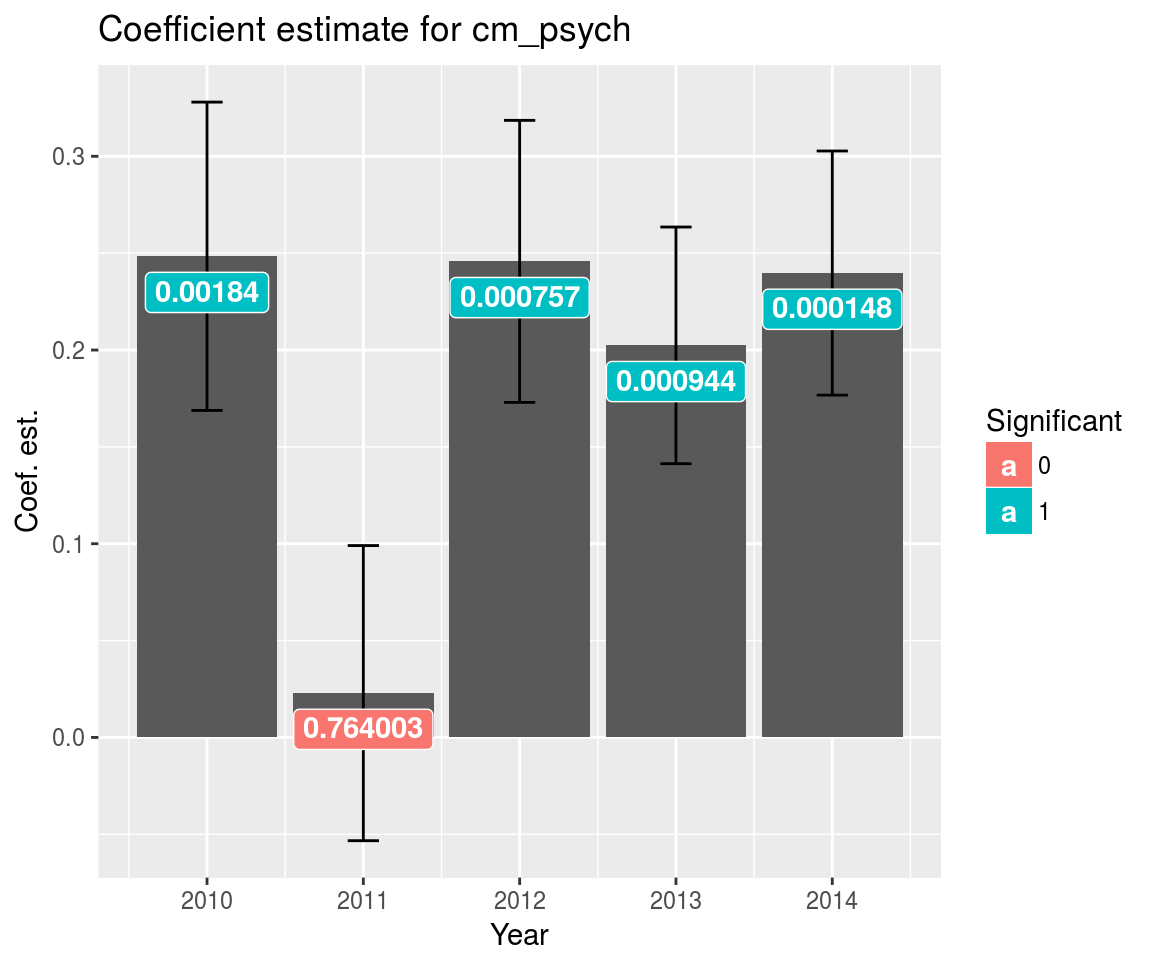 Coefficient estimate for cm_psych
0.3
0.2
0.1
0.0
Coef. est.
0.00184
0.764003
0.000757
0.000944
0.000148
2010
2011
2012
2013
2014
Year
Significant
a 0
a 1